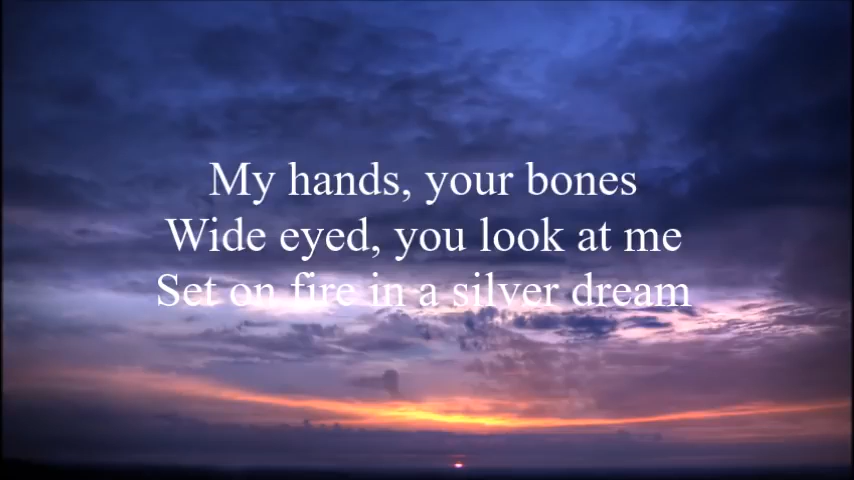 My hands, your bones
Wide eyed, you look at me
Set on fire in a silver dream